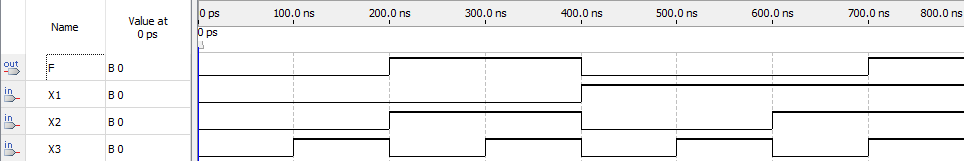 Name Value at 0 ps
0 ps 100.0 ns 200.0 ns 300.0 ns 400.0 ns 500.0 ns 600.0 ns 700.0 ns 800.0 ns
0 ps
out F B 0
in X1 B 0
in X2 B 0
in X3 B 0